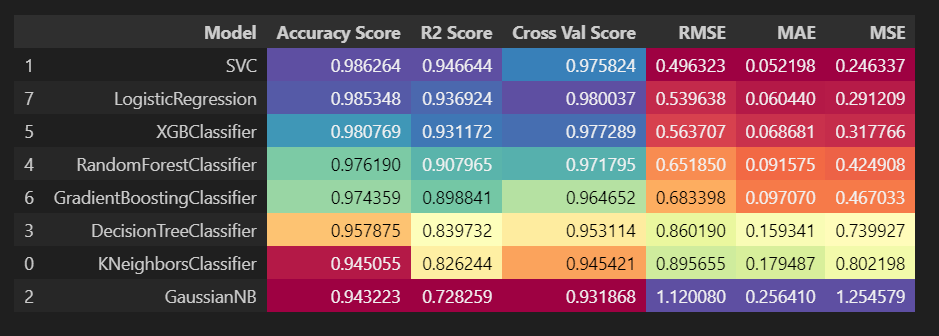 Model Accuracy Score R2 Score Cross Val Score RMSE MAE MSE
1 SVC 0.986264 0.946644 0.975824 0.496323 0.052198 0.246337
7 LogisticRegression 0.985348 0.936924 0.980037 0.539638 0.060440 0.291209
5 XGBClassifier 0.980769 0.931172 0.977289 0.563707 0.068681 0.317766
4 RandomForestClassifier 0.976190 0.907965 0.971795 0.651850 0.091575 0.424908
6 GradientBoostingClassifier 0.974359 0.898841 0.964652 0.683398 0.097070 0.467033
3 DecisionTreeClassifier 0.957875 0.839732 0.953114 0.860190 0.159341 0.739927
0 KNeighborsClassifier 0.945055 0.826244 0.945421 0.895655 0.179487 0.802198
2 GaussianNB 0.943223 0.728259 0.931868 1.120080 0.256410 1.254579